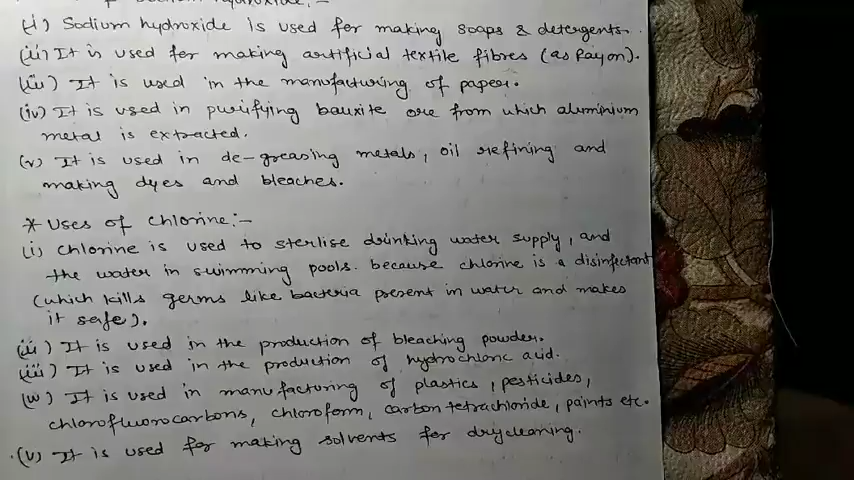 sodium hydroxide:-
(i) Sodium hydroxide is used for making soaps & detergents.
(ii) It is used for making artificial textile fibres (as Rayon).
(iii) It is used in the manufacturing of paper.
(iv) It is used in purifying bauxite ore from which aluminium
metal is extracted.
(v) It is used in de-greasing metals, oil refining and
making dyes and bleaches.
* Uses of chlorine:-
(i) chlorine is used to sterlise drinking water supply, and
the water in swimming pools. because chlorine is a disinfectant
(which kills germs like bacteria present in water and makes
it safe).
(ii) It is used in the production of bleaching powder.
(iii) It is used in the production of hydrochloric acid.
(iv) It is used in manufacturing of plastics, pesticides,
chlorofluorocarbons, chloroform, carbon tetrachloride, paints etc.
(v) It is used for making solvents for drycleaning.